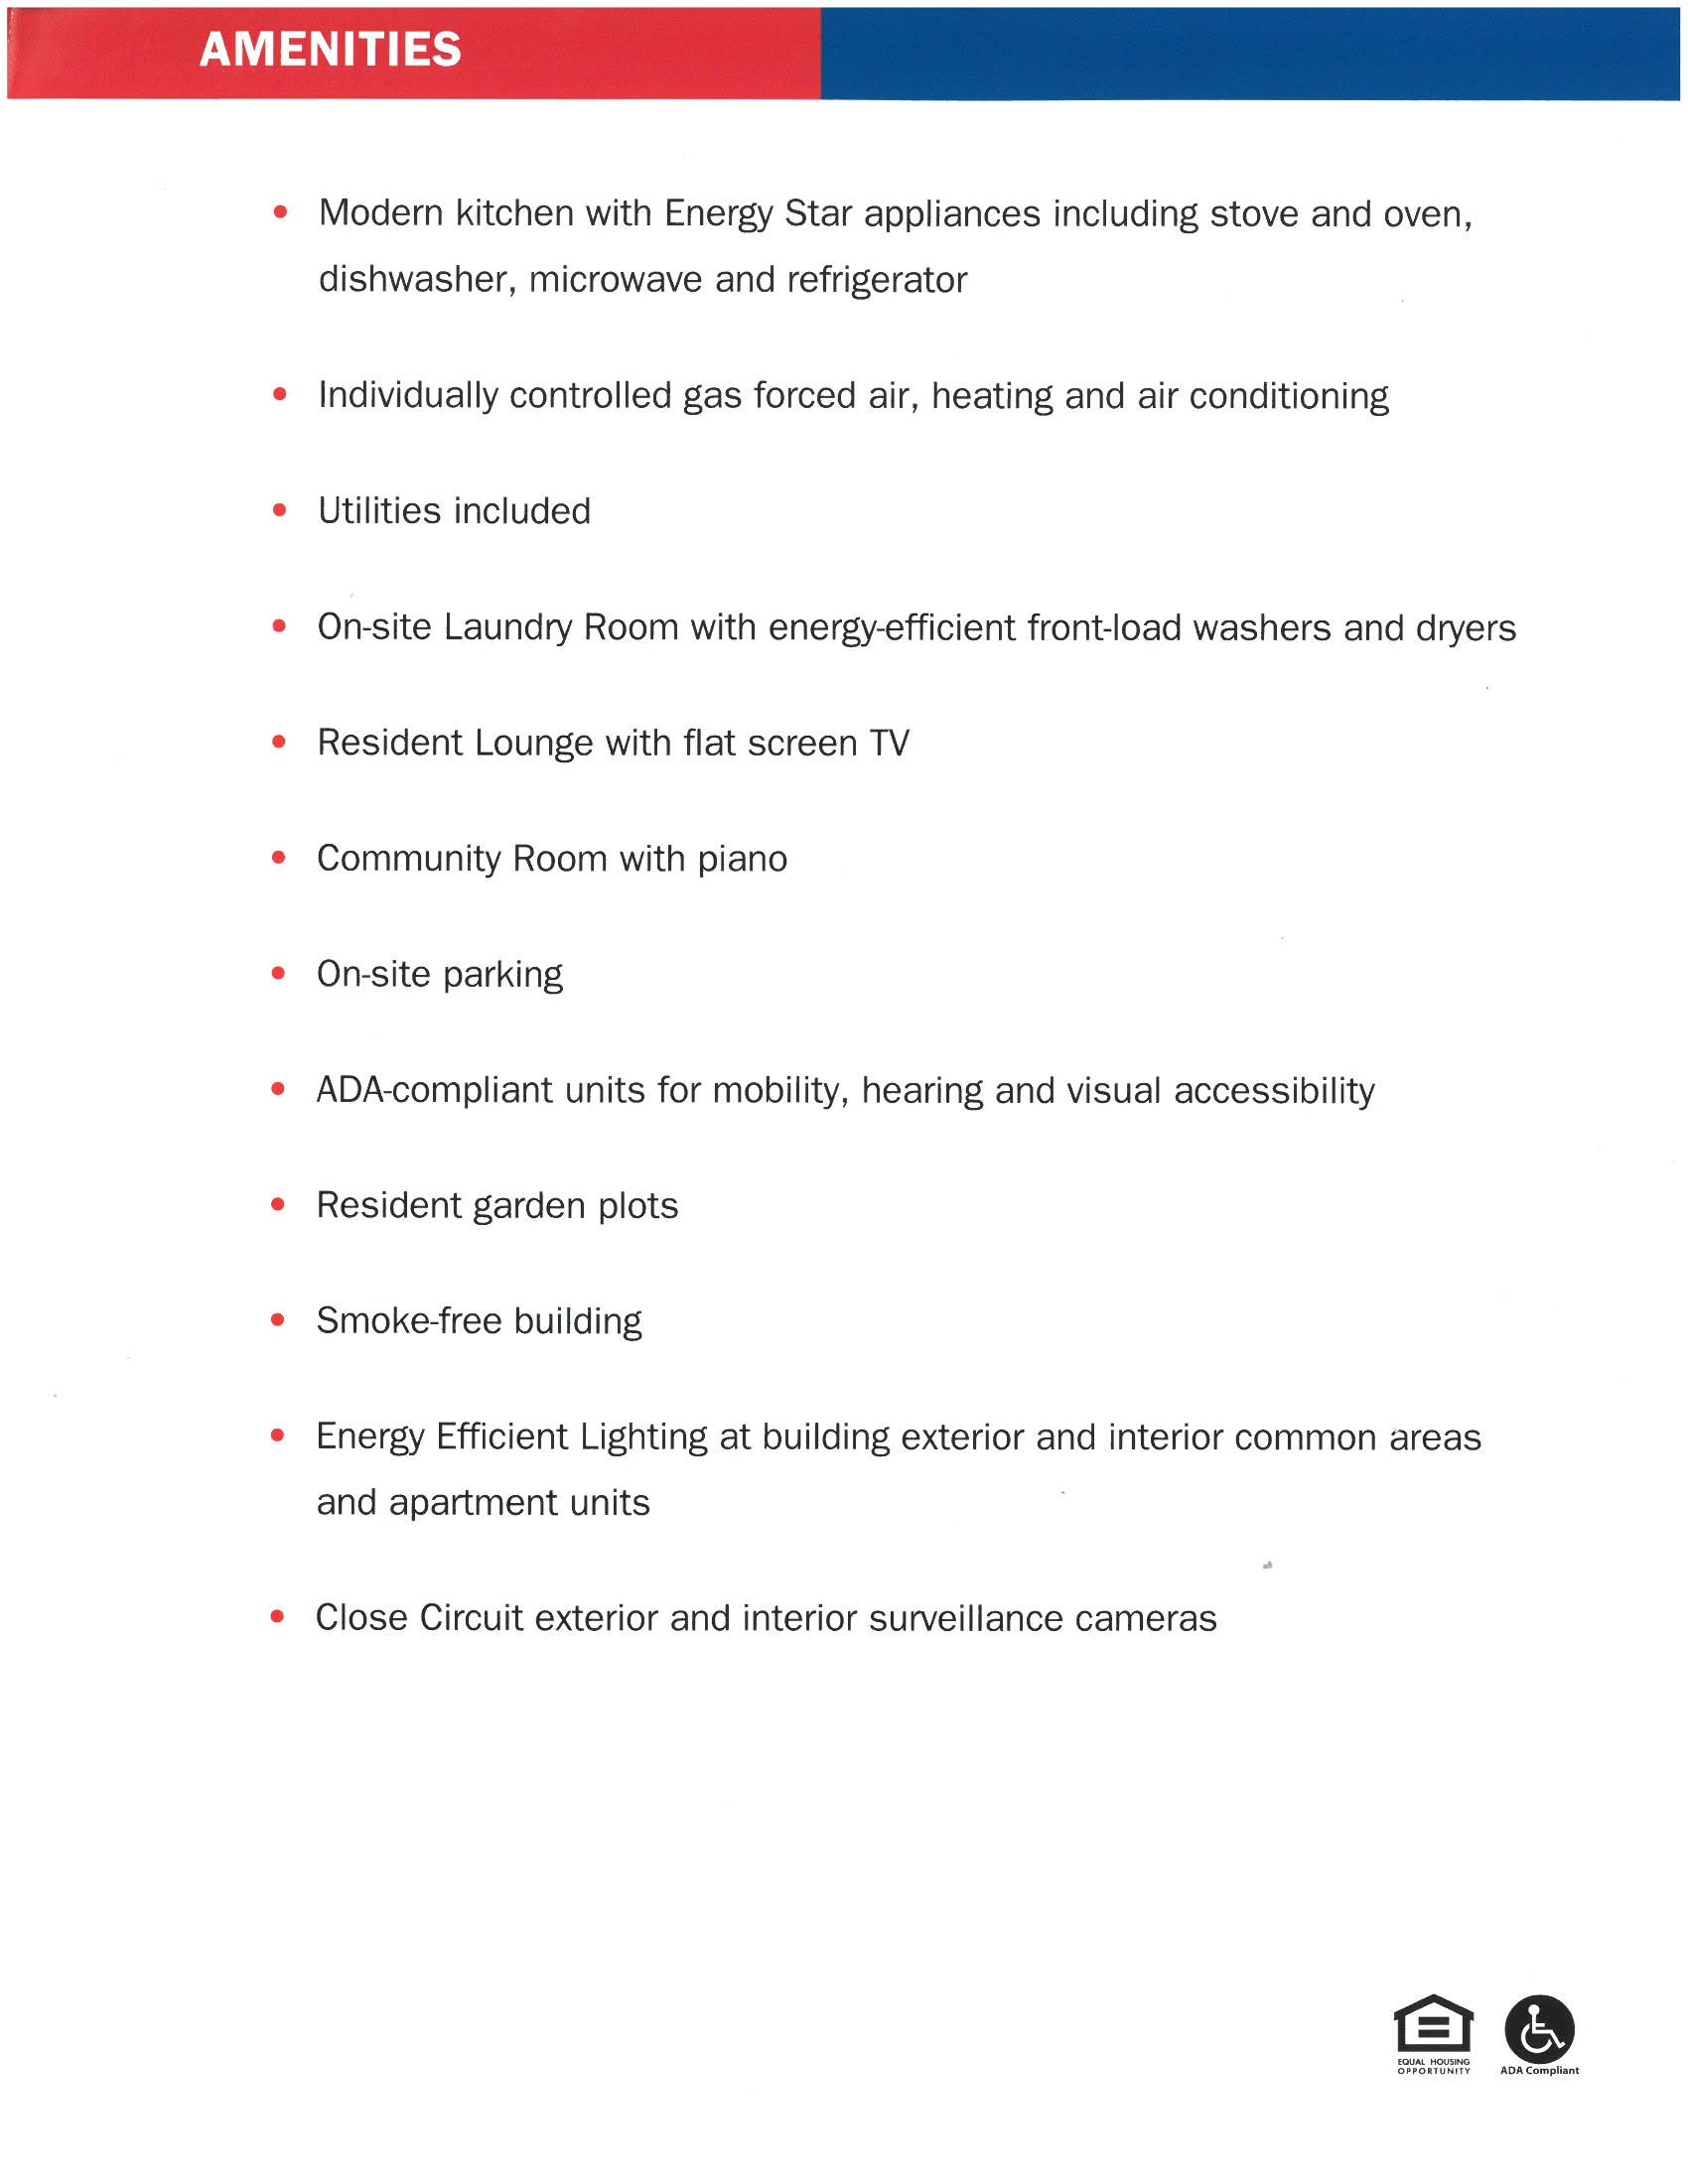 AMENITIES
• Modern kitchen with Energy Star appliances including stove and oven,
dishwasher, microwave and refrigerator
• Individually controlled gas forced air, heating and air conditioning
• Utilities included
• On-site Laundry Room with energy-efficient front-load washers and dryers
• Resident Lounge with flat screen TV
• Community Room with piano
• On-site parking
• ADA-compliant units for mobility, hearing and visual accessibility
• Resident garden plots
• Smoke-free building
• Energy Efficient Lighting at building exterior and interior common areas
and apartment units
• Close Circuit exterior and interior surveillance cameras
EQUAL HOUSING
OPPORTUNITY
ADA Compliant